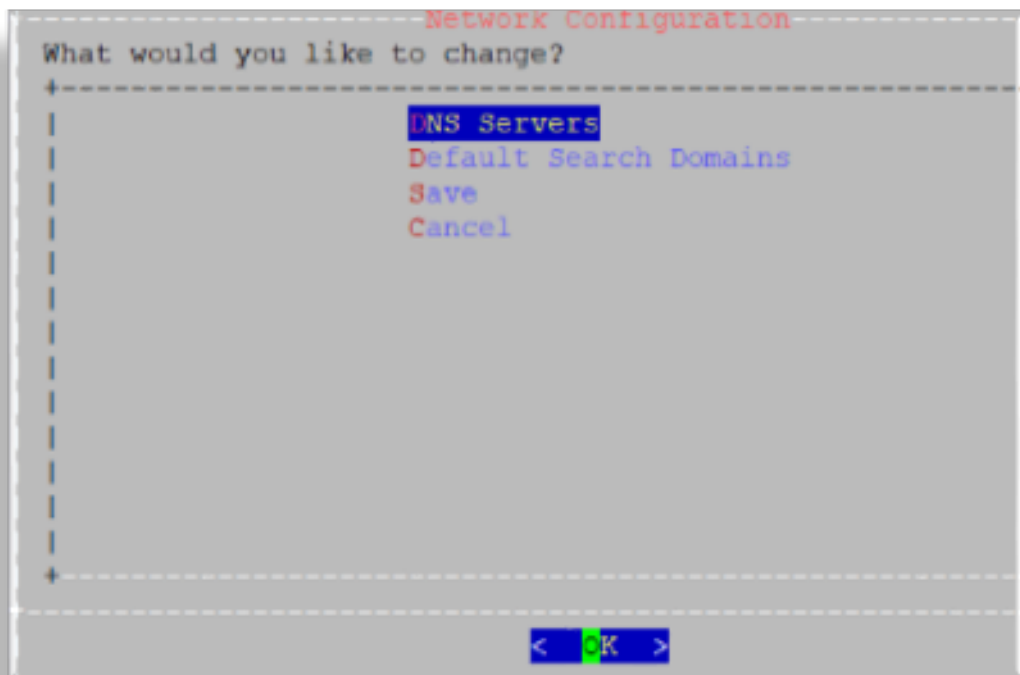 Network Configuration
What would you like to change?
DNS Servers
Default Search Domains
Save
Cancel
< OK >